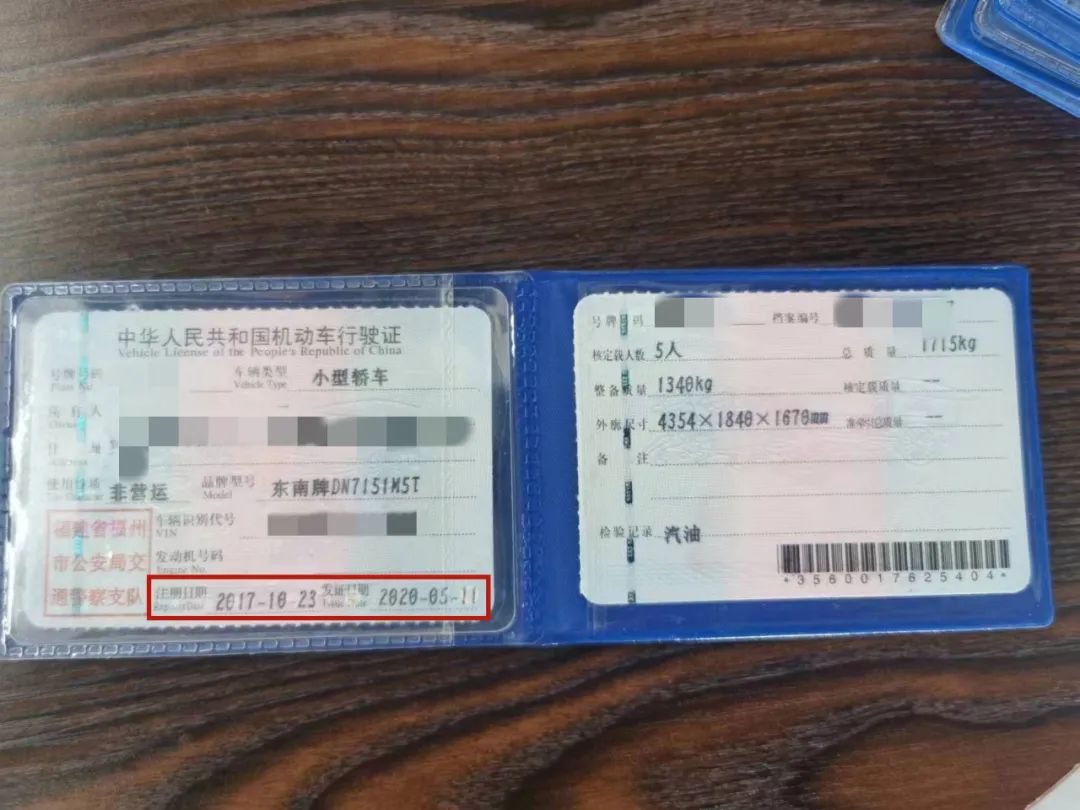 中华人民共和国机动车行驶证
Vehicle License of the People's Republic of China
号牌号码
Plate No.
车辆类型
Vehicle Type
小型轿车
所有人
Owner
住址
Address
使用性质
非营运
品牌型号
Model
东南牌DN7151M5T
福建省福州
市公安局交
通警察支队
车辆识别代号
VIN
发动机号码
Engine No.
注册日期
Register Date
2017-10-23
发证日期
Issue Date
2020-05-11
号牌号码
档案编号
核定载人数 5人
总质量 1715kg
整备质量 1340kg
核定载质量 --
外廓尺寸 4354×1840×1670mm
准牵引总质量 --
备注
检验记录 汽油
*3560017625404*